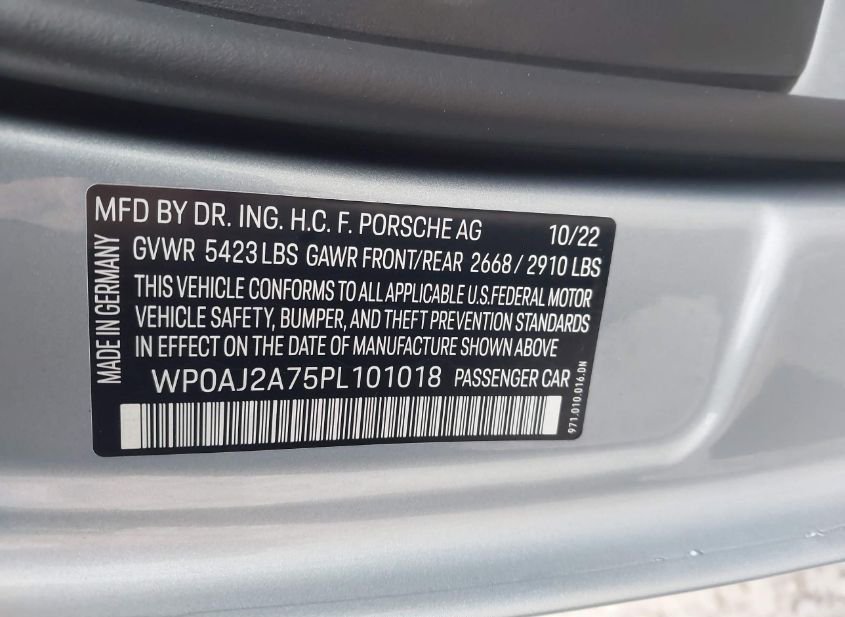 MFD BY DR. ING. H.C. F. PORSCHE AG 10/22
GVWR 5423 LBS GAWR FRONT/REAR 2668 / 2910 LBS
THIS VEHICLE CONFORMS TO ALL APPLICABLE U.S. FEDERAL MOTOR
VEHICLE SAFETY, BUMPER, AND THEFT PREVENTION STANDARDS
IN EFFECT ON THE DATE OF MANUFACTURE SHOWN ABOVE
WP0AJ2A75PL101018 PASSENGER CAR
MADE IN GERMANY
971.010.016.DN